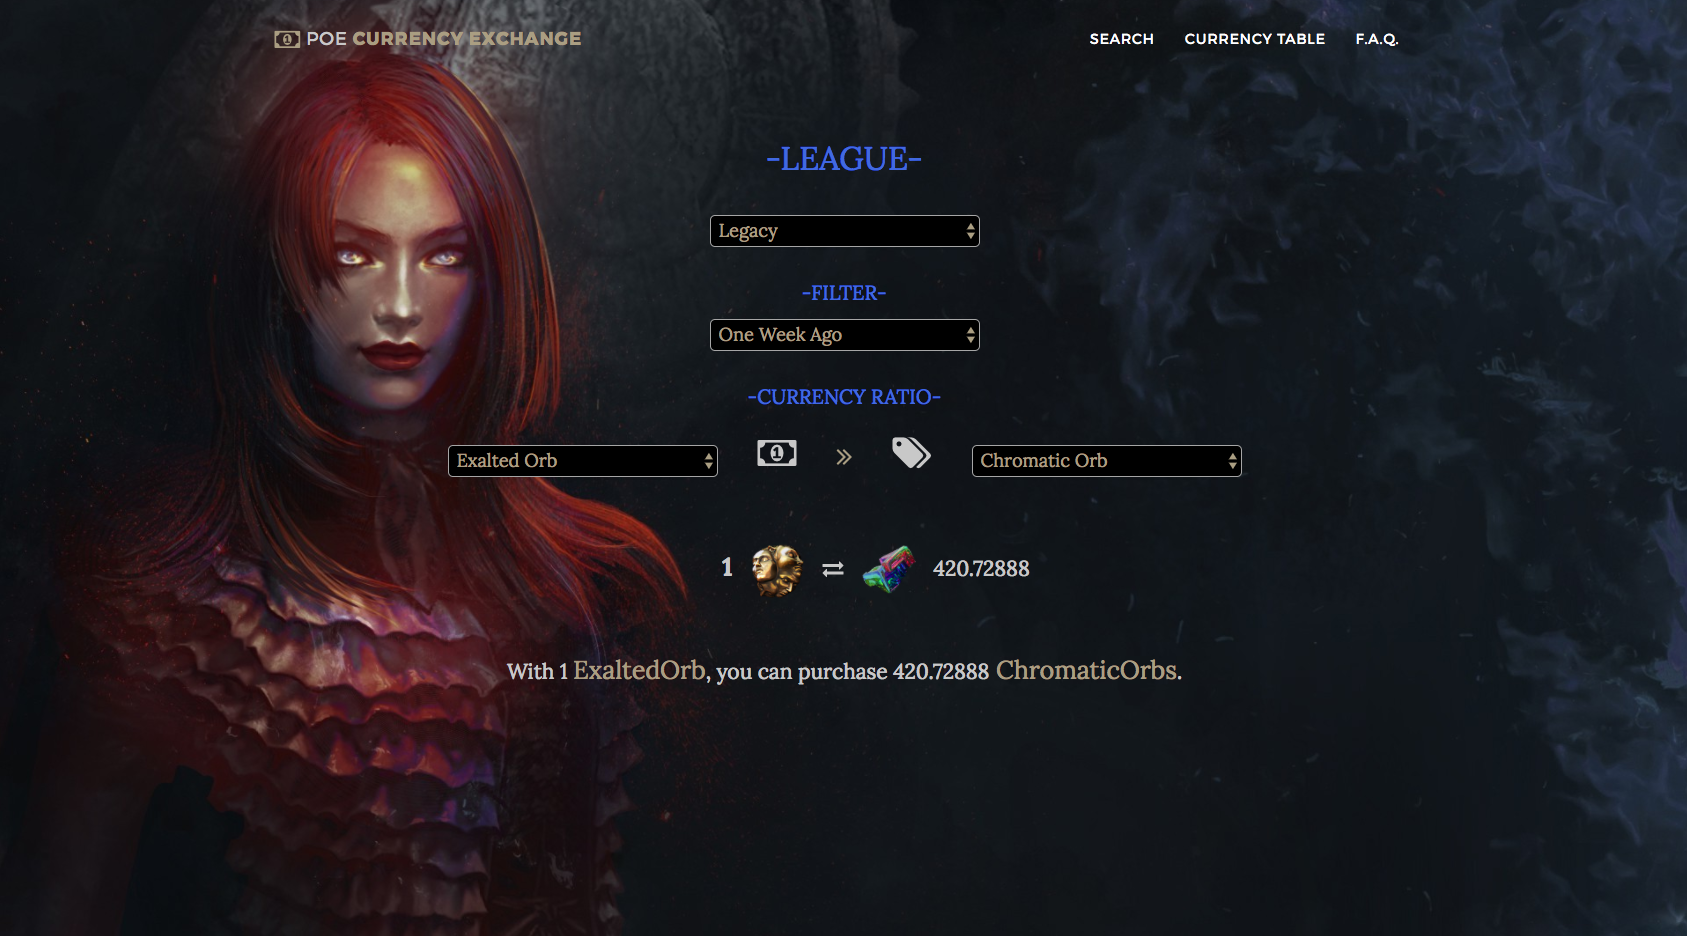 POE CURRENCY EXCHANGE
SEARCH CURRENCY TABLE F.A.Q.
-LEAGUE-
Legacy
-FILTER-
One Week Ago
-CURRENCY RATIO-
Exalted Orb
Chromatic Orb
1 420.72888
With 1 ExaltedOrb, you can purchase 420.72888 ChromaticOrbs.